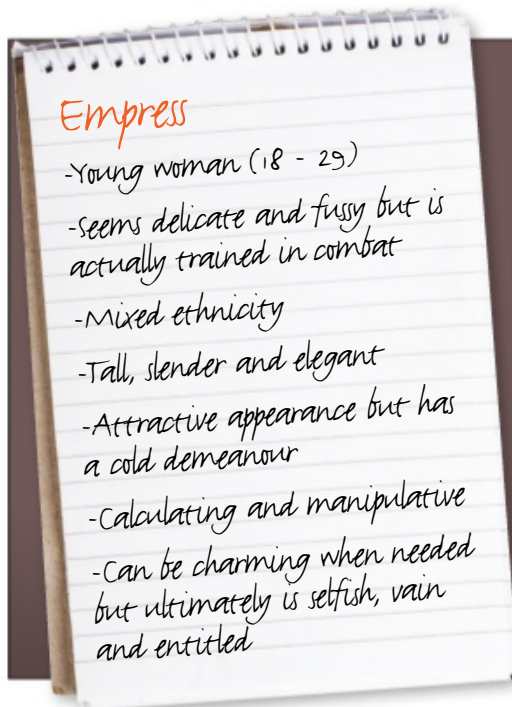 Empress
-Young woman (18 - 29)
-Seems delicate and fussy but is
actually trained in combat
-Mixed ethnicity
-Tall, slender and elegant
-Attractive appearance but has
a cold demeanour
-Calculating and manipulative
-Can be charming when needed
but ultimately is selfish, vain
and entitled